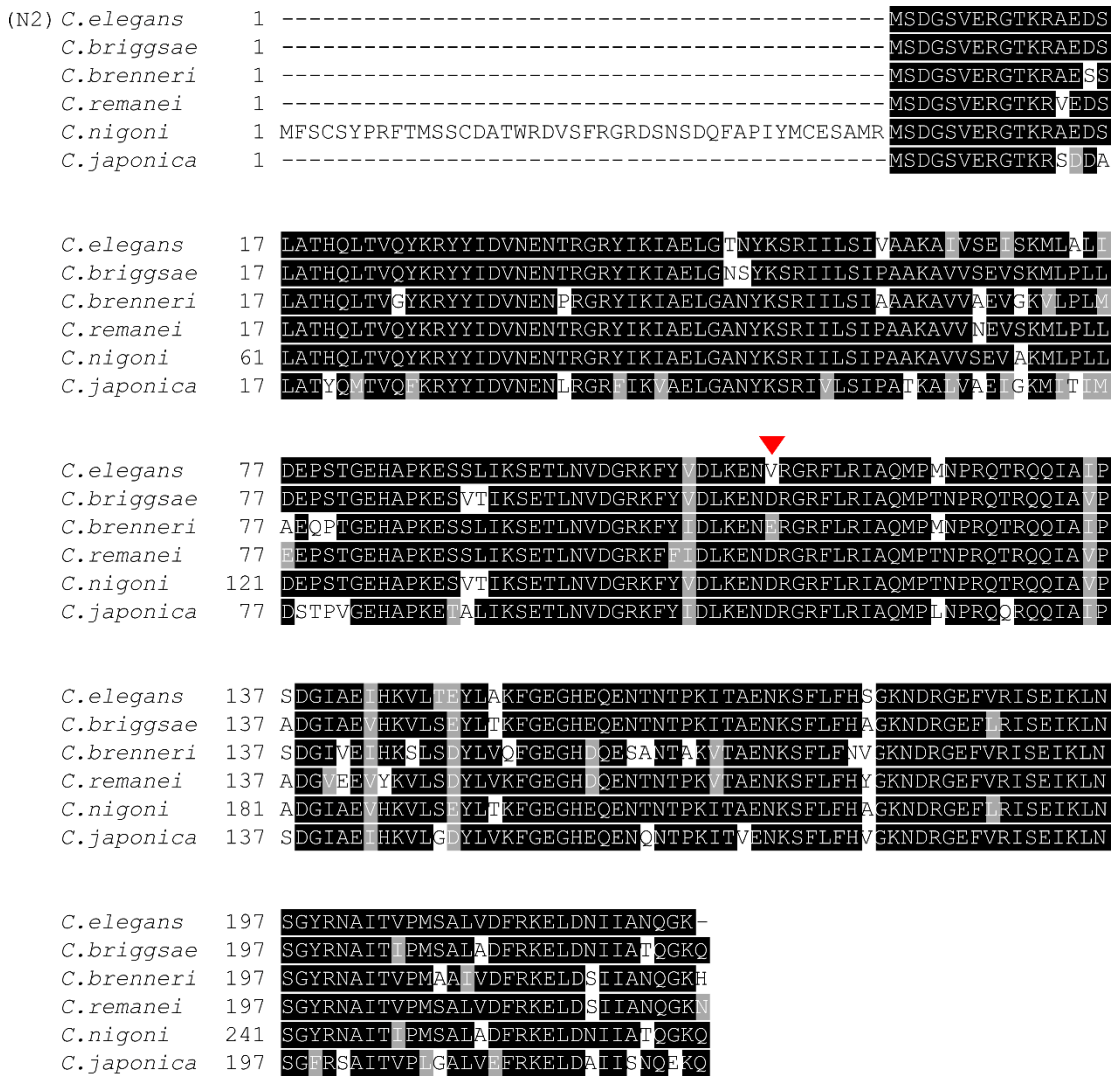 (N2) C.elegans 1 --------------------------------------------MSDGSVERGTKRAEDS
C.briggsae 1 --------------------------------------------MSDGSVERGTKRAEDS
C.brenneri 1 --------------------------------------------MSDGSVERGTKRAESS
C.remanei 1 --------------------------------------------MSDGSVERGTKRVEDS
C.nigoni 1 MFSCSYPRFTMSSCDATWRDVSFRGRDSNSDQFAPIYMCESAMRMSDGSVERGTKRAEDS
C.japonica 1 --------------------------------------------MSDGSVERGTKRSDDA
C.elegans 17 LATHQLTVQYKRYYIDVNENTRGRYIKIAELGTNYKSRIILSIVAAKAIVSEISKMLALI
C.briggsae 17 LATHQLTVQYKRYYIDVNENTRGRYIKIAELGNSYKSRIILSIPAAKAVVSEVSKMLPLL
C.brenneri 17 LATHQLTVGYKRYYIDVNENPRGRYIKIAELGANYKSRIILSIAAAKAVVAEVGKVLPLM
C.remanei 17 LATHQLTVQYKRYYIDVNENTRGRYIKIAELGANYKSRIILSIPAAKAVVNEVSKMLPLL
C.nigoni 61 LATHQLTVQYKRYYIDVNENTRGRYIKIAELGANYKSRIILSIPAAKAVVSEVAKMLPLL
C.japonica 17 LATYQMTVQFKRYYIDVNENLRGRFIKVAELGANYKSRIVLSIPATKALVAEIGKMITIM
C.elegans 77 DEPSTGEHAPKESSLIKSETLNVDGRKFYVDLKENVRGRFLRIAQMPMNPRQTRQQIAIP
C.briggsae 77 DEPSTGEHAPKESVTIKSETLNVDGRKFYVDLKENDRGRFLRIAQMPTNPRQTRQQIAVP
C.brenneri 77 AEQPTGEHAPKESSLIKSETLNVDGRKFYIDLKENERGRFLRIAQMPMNPRQTRQQIAIP
C.remanei 77 EEPSTGEHAPKESSLIKSETLNVDGRKFFIDLKENDRGRFLRIAQMPTNPRQTRQQIAVP
C.nigoni 121 DEPSTGEHAPKESVTIKSETLNVDGRKFYVDLKENDRGRFLRIAQMPTNPRQTRQQIAVP
C.japonica 77 DSTPVGEHAPKETALIKSETLNVDGRKFYIDLKENDRGRFLRIAQMPLNPRQQRQQIAIP
C.elegans 137 SDGIAEIHKVLTEYLAKFGEGHEQENTNTPKITAENKSFLFHSGKNDRGEFVRISEIKLN
C.briggsae 137 ADGIAEVHKVLSEYLTKFGEGHEQENTNTPKITAENKSFLFHAGKNDRGEFLRISEIKLN
C.brenneri 137 SDGIVEIHKSLSDYLVQFGEGHDQESANTAKVTAENKSFLFNVGKNDRGEFVRISEIKLN
C.remanei 137 ADGVEEVYKVLSDYLVKFGEGHDQENTNTPKVTAENKSFLFHYGKNDRGEFVRISEIKLN
C.nigoni 181 ADGIAEVHKVLSEYLTKFGEGHEQENTNTPKITAENKSFLFHAGKNDRGEFLRISEIKLN
C.japonica 137 SDGIAEIHKVLGDYLVKFGEGHEQENQNTPKITVENKSFLFHVGKNDRGEFVRISEIKLN
C.elegans 197 SGYRNAITVPMSALVDFRKELDNIIANQGK-
C.briggsae 197 SGYRNAITIPMSALADFRKELDNIIATQGKQ
C.brenneri 197 SGYRNAITVPMAAIVDFRKELDSIIANQGKH
C.remanei 197 SGYRNAITVPMSALVDFRKELDSIIANQGKN
C.nigoni 241 SGYRNAITIPMSALADFRKELDNIIATQGKQ
C.japonica 197 SGFRSAITVPLGALVEFRKELDAIISNQEKQ